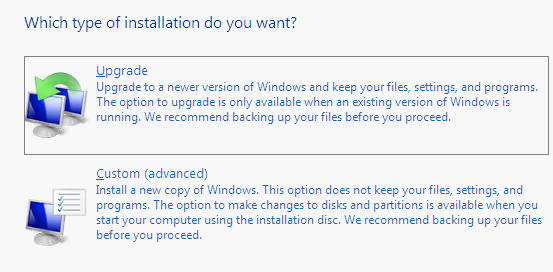 Which type of installation do you want?
Upgrade
Upgrade to a newer version of Windows and keep your files, settings, and programs.
The option to upgrade is only available when an existing version of Windows is
running. We recommend backing up your files before you proceed.
Custom (advanced)
Install a new copy of Windows. This option does not keep your files, settings, and
programs. The option to make changes to disks and partitions is available when you
start your computer using the installation disc. We recommend backing up your files
before you proceed.